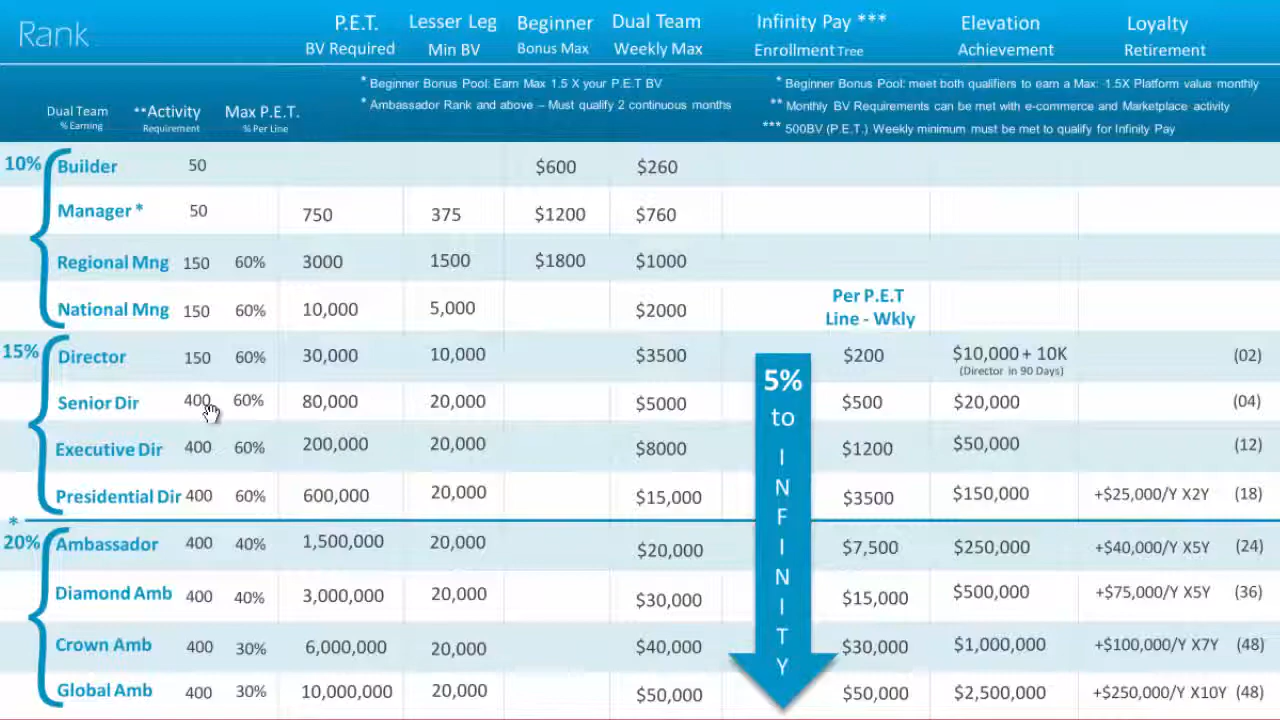 Rank
P.E.T. Lesser Leg Beginner Dual Team Infinity Pay *** Elevation Loyalty
BV Required Min BV Bonus Max Weekly Max Enrollment Tree Achievement Retirement
* Beginner Bonus Pool: Earn Max 1.5 X your P.E.T BV
* Ambassador Rank and above – Must qualify 2 continuous months
* Beginner Bonus Pool: meet both qualifiers to earn a Max: 1.5X Platform value monthly
** Monthly BV Requirements can be met with e-commerce and Marketplace activity
*** 500BV (P.E.T.) Weekly minimum must be met to qualify for Infinity Pay
Dual Team **Activity Max P.E.T.
% Earning Requirement % Per Line
10% Builder 50 $600 $260
Manager * 50 750 375 $1200 $760
Regional Mng 150 60% 3000 1500 $1800 $1000
National Mng 150 60% 10,000 5,000 $2000
Per P.E.T
Line - Wkly
15% Director 150 60% 30,000 10,000 $3500 $200 $10,000 + 10K (02)
(Director in 90 Days)
Senior Dir 400 60% 80,000 20,000 $5000 $500 $20,000 (04)
Executive Dir 400 60% 200,000 20,000 $8000 $1200 $50,000 (12)
Presidential Dir 400 60% 600,000 20,000 $15,000 $3500 $150,000 +$25,000/Y X2Y (18)
*
20% Ambassador 400 40% 1,500,000 20,000 $20,000 $7,500 $250,000 +$40,000/Y X5Y (24)
Diamond Amb 400 40% 3,000,000 20,000 $30,000 $15,000 $500,000 +$75,000/Y X5Y (36)
Crown Amb 400 30% 6,000,000 20,000 $40,000 $30,000 $1,000,000 +$100,000/Y X7Y (48)
Global Amb 400 30% 10,000,000 20,000 $50,000 $50,000 $2,500,000 +$250,000/Y X10Y (48)
5%
to
I
N
F
I
N
I
T
Y